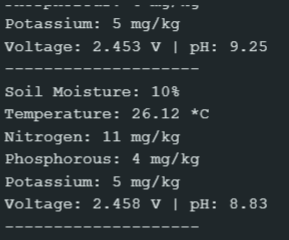 Potassium: 5 mg/kg
Voltage: 2.453 V | pH: 9.25
--------------------
Soil Moisture: 10%
Temperature: 26.12 *C
Nitrogen: 11 mg/kg
Phosphorous: 4 mg/kg
Potassium: 5 mg/kg
Voltage: 2.458 V | pH: 8.83
--------------------